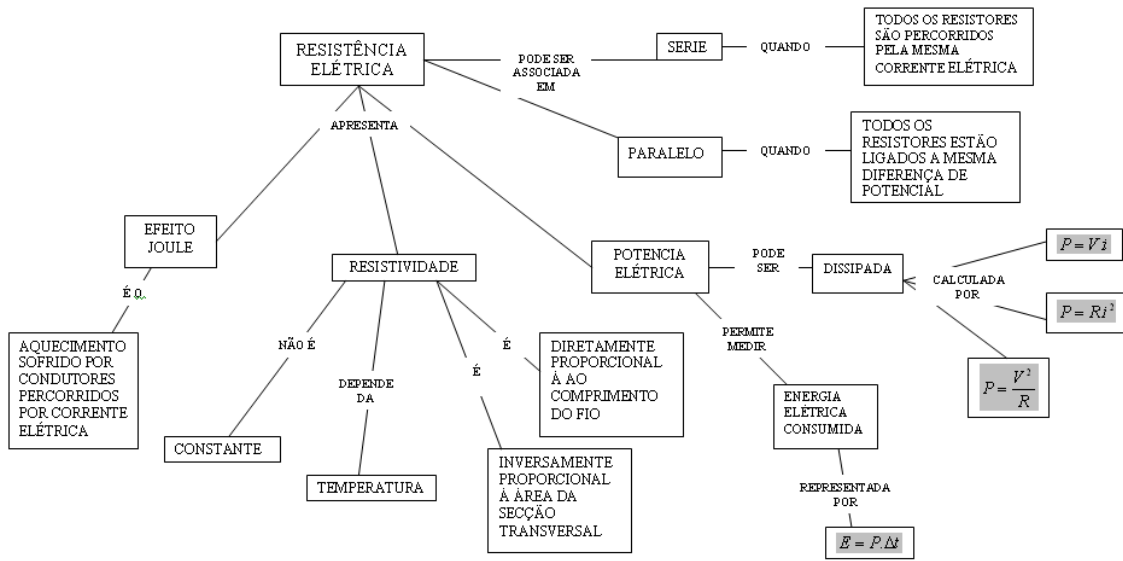 RESISTÊNCIA
ELÉTRICA
PODE SER
ASSOCIADA
EM
SERIE
QUANDO
TODOS OS RESISTORES
SÃO PERCORRIDOS
PELA MESMA
CORRENTE ELÉTRICA
PARALELO
QUANDO
TODOS OS
RESISTORES ESTÃO
LIGADOS A MESMA
DIFERENÇA DE
POTENCIAL
APRESENTA
EFEITO
JOULE
É O
AQUECIMENTO
SOFRIDO POR
CONDUTORES
PERCORRIDOS
POR CORRENTE
ELÉTRICA
RESISTIVIDADE
NÃO É
CONSTANTE
DEPENDE
DA
TEMPERATURA
É
INVERSAMENTE
PROPORCIONAL
À ÁREA DA
SECÇÃO
TRANSVERSAL
É
DIRETAMENTE
PROPORCIONAL
À AO
COMPRIMENTO
DO FIO
POTENCIA
ELÉTRICA
PODE
SER
DISSIPADA
CALCULADA
POR
P = Vi
P = Ri²
P = V²/R
PERMITE
MEDIR
ENERGIA
ELÉTRICA
CONSUMIDA
REPRESENTADA
POR
E = P.Δt